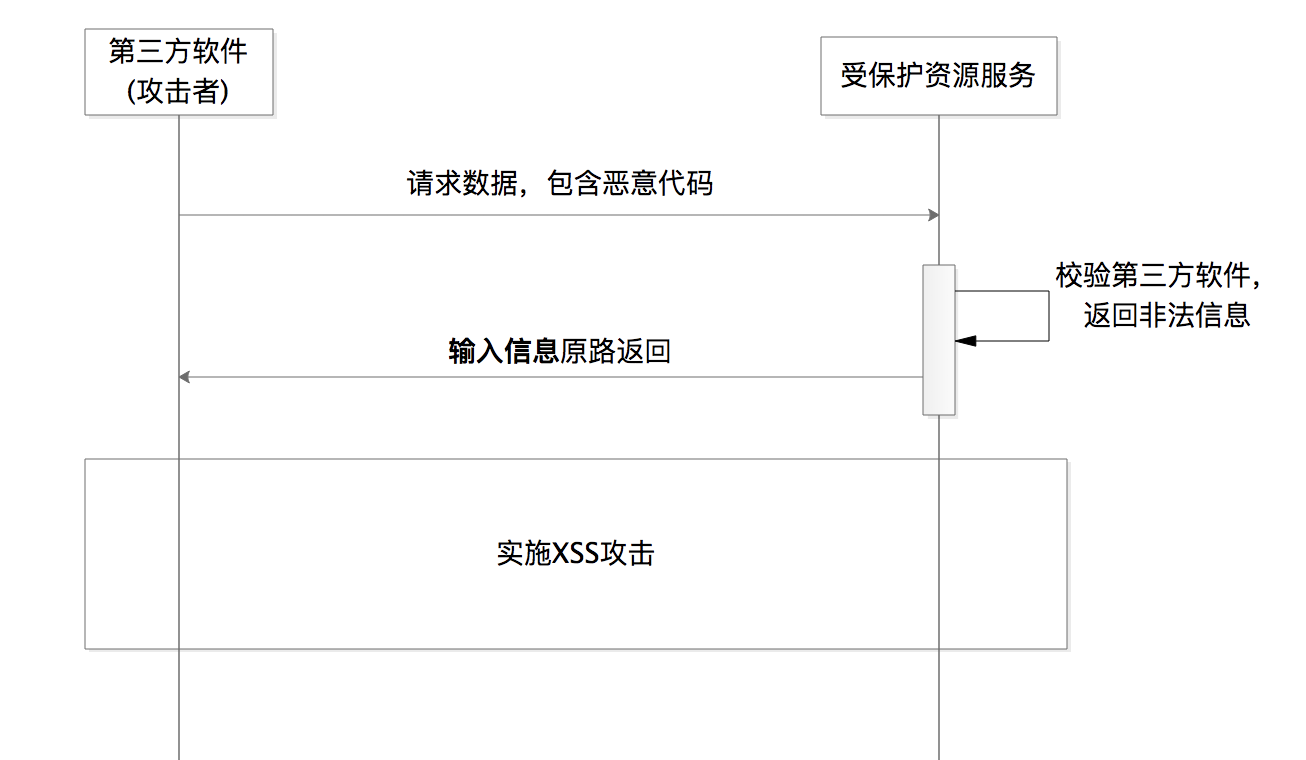 第三方软件
(攻击者)
受保护资源服务
请求数据，包含恶意代码
校验第三方软件，
返回非法信息
输入信息原路返回
实施XSS攻击